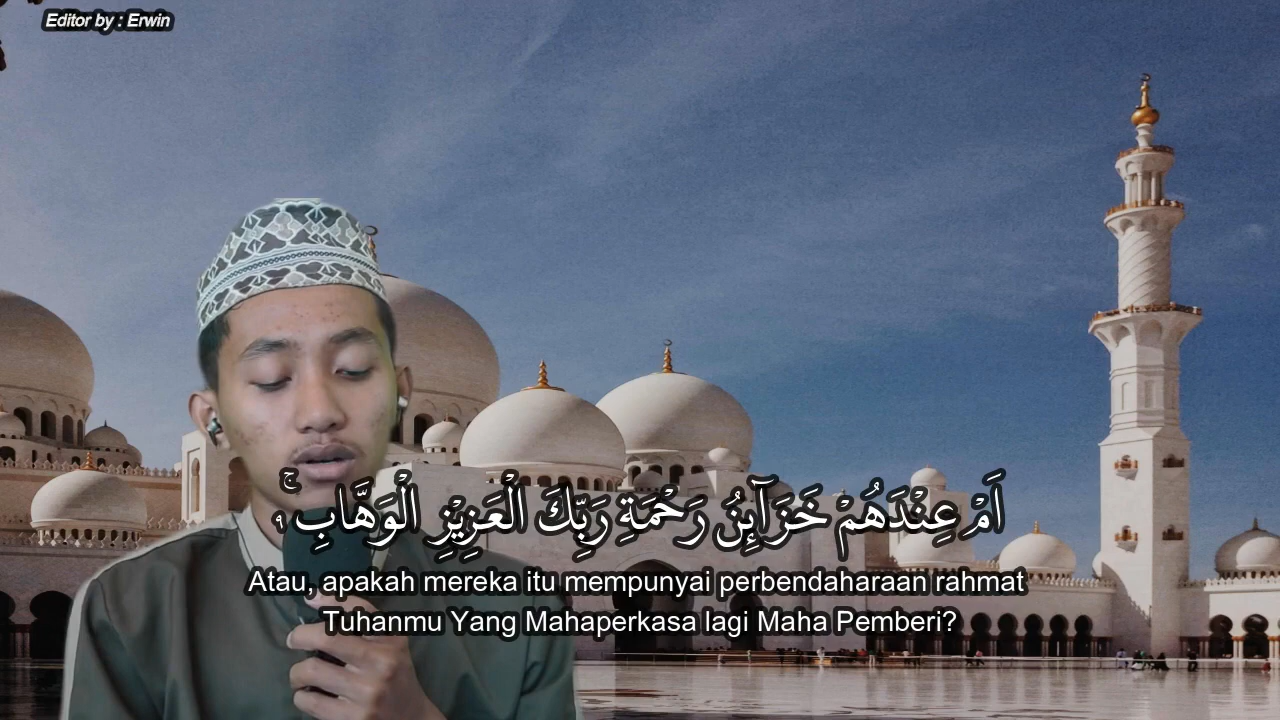 Editor by : Erwin
اَمْ عِنْدَهُمْ خَزَاۤىِٕنُ رَحْمَةِ رَبِّكَ الْعَزِيْزِ الْوَهَّابِۚ ٩
Atau, apakah mereka itu mempunyai perbendaharaan rahmat
Tuhanmu Yang Mahaperkasa lagi Maha Pemberi?